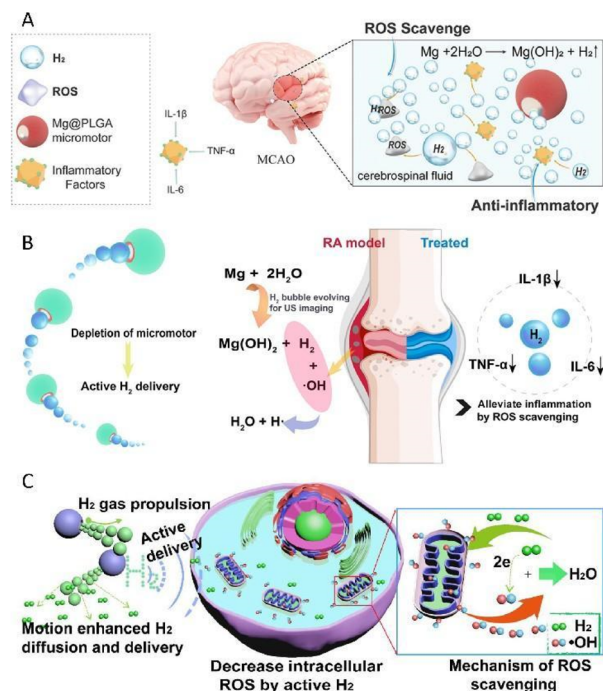 A
H₂
ROS
Mg@PLGA
micromotor
Inflammatory
Factors
IL-1β
TNF-α
IL-6
MCAO
ROS Scavenge
Mg +2H₂O → Mg(OH)₂ + H₂↑
H₂
ROS
ROS
H₂
H₂
cerebrospinal fluid
Anti-inflammatory
B
Depletion of micromotor
Active H₂ delivery
Mg + 2H₂O
H₂ bubble evolving
for US imaging
Mg(OH)₂ + H₂
+
·OH
H₂O + H·
RA model
Treated
IL-1β↓
H₂
TNF-α↓
IL-6↓
Alleviate inflammation
by ROS scavenging
C
H₂ gas propulsion
Active
delivery
Motion enhanced H₂
diffusion and delivery
Decrease intracellular
ROS by active H₂
2e
+
H₂O
H₂
•OH
Mechanism of ROS
scavenging